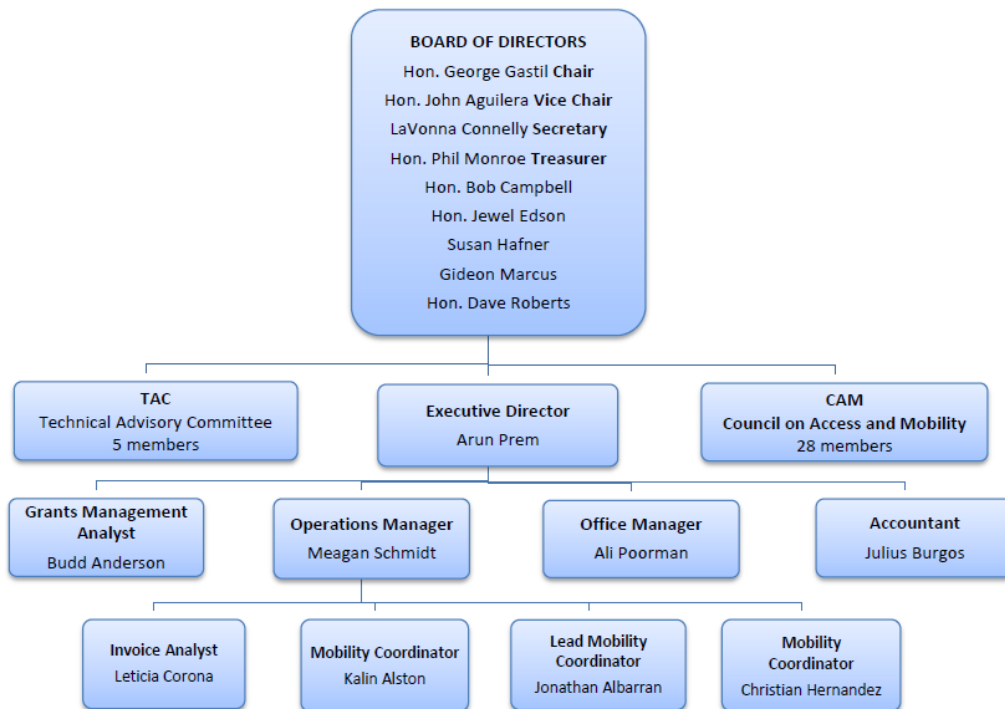 BOARD OF DIRECTORS
Hon. George Gastil Chair
Hon. John Aguilera Vice Chair
LaVonna Connelly Secretary
Hon. Phil Monroe Treasurer
Hon. Bob Campbell
Hon. Jewel Edson
Susan Hafner
Gideon Marcus
Hon. Dave Roberts
TAC
Technical Advisory Committee
5 members
Executive Director
Arun Prem
CAM
Council on Access and Mobility
28 members
Grants Management
Analyst
Budd Anderson
Operations Manager
Meagan Schmidt
Office Manager
Ali Poorman
Accountant
Julius Burgos
Invoice Analyst
Leticia Corona
Mobility Coordinator
Kalin Alston
Lead Mobility
Coordinator
Jonathan Albarran
Mobility
Coordinator
Christian Hernandez